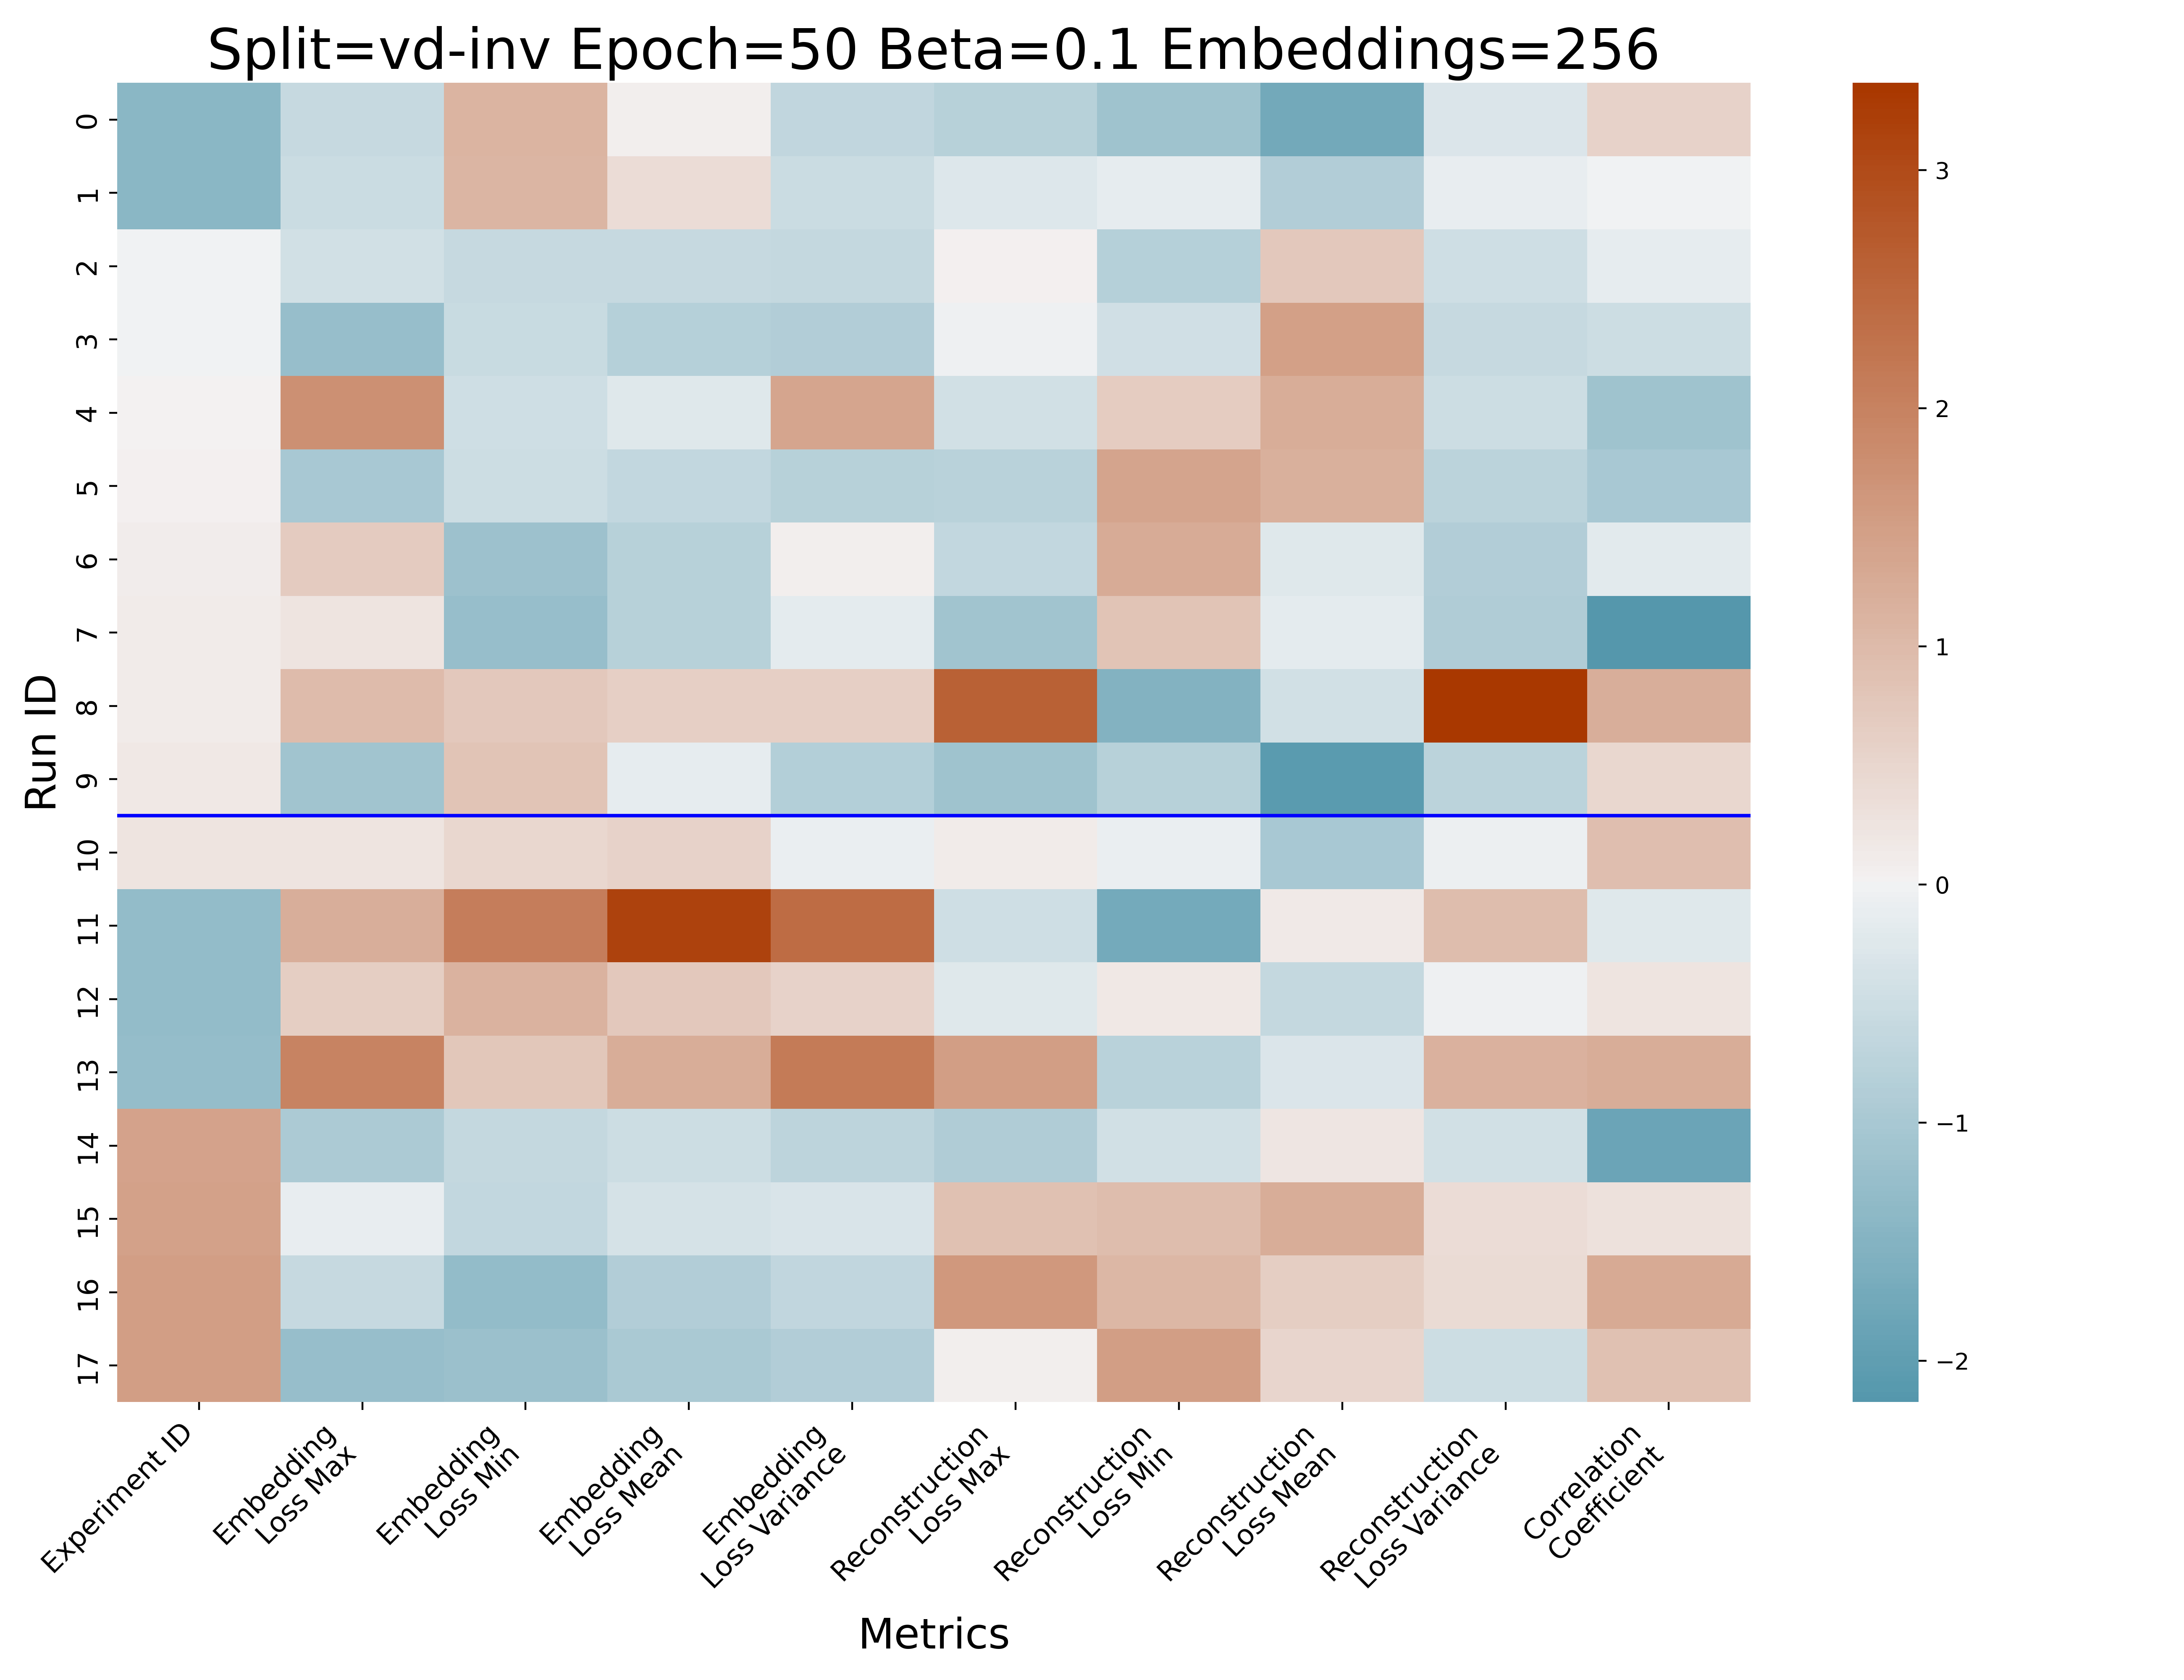 Split=vd-inv Epoch=50 Beta=0.1 Embeddings=256
Run ID
0
1
2
3
4
5
6
7
8
9
10
11
12
13
14
15
16
17
Experiment ID
Embedding
Loss Max
Embedding
Loss Min
Embedding
Loss Mean
Embedding
Loss Variance
Reconstruction
Loss Max
Reconstruction
Loss Min
Reconstruction
Loss Mean
Reconstruction
Loss Variance
Correlation
Coefficient
Metrics
3
2
1
0
−1
−2